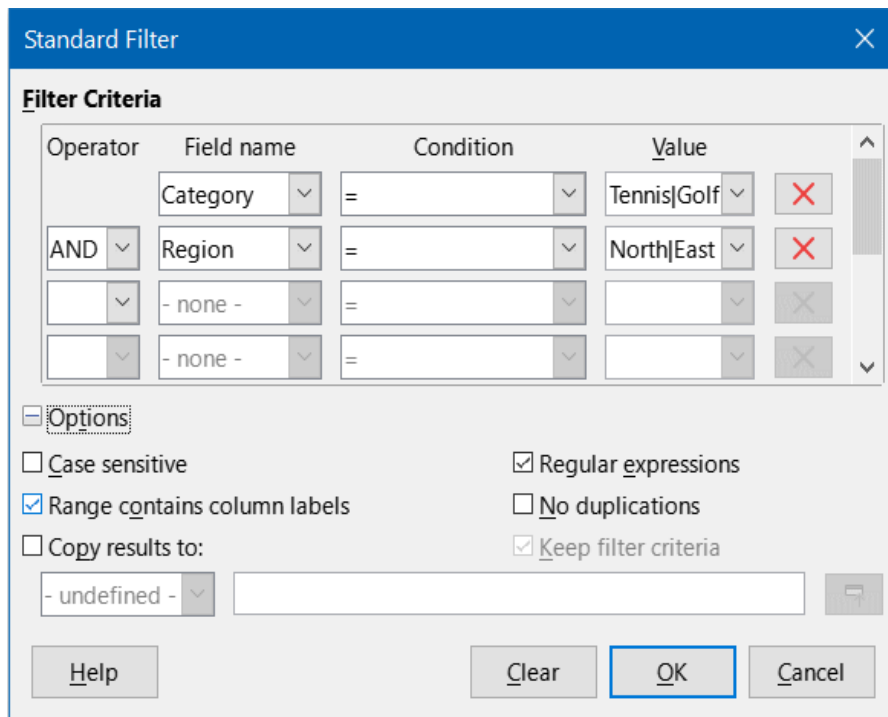 Standard Filter
Filter Criteria
Operator Field name Condition Value
Category = Tennis|Golf
AND Region = North|East
- none - =
- none - =
Options
Case sensitive Regular expressions
Range contains column labels No duplications
Copy results to: Keep filter criteria
- undefined -
Help Clear OK Cancel